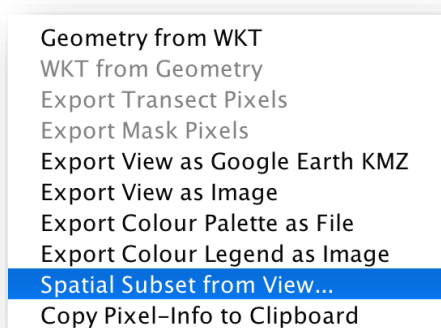 Geometry from WKT
WKT from Geometry
Export Transect Pixels
Export Mask Pixels
Export View as Google Earth KMZ
Export View as Image
Export Colour Palette as File
Export Colour Legend as Image
Spatial Subset from View...
Copy Pixel-Info to Clipboard